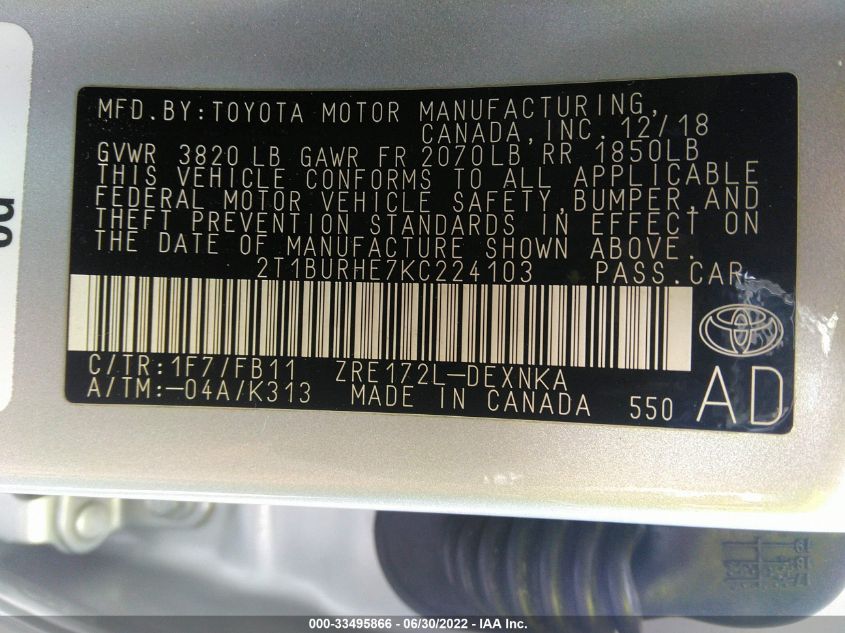 MFD.BY:TOYOTA MOTOR MANUFACTURING,
CANADA,INC. 12/18
GVWR 3820 LB GAWR FR 2070LB RR 1850LB
THIS VEHICLE CONFORMS TO ALL APPLICABLE
FEDERAL MOTOR VEHICLE SAFETY,BUMPER,AND
THEFT PREVENTION STANDARDS IN EFFECT ON
THE DATE OF MANUFACTURE SHOWN ABOVE.
2T1BURHE7KC224103 PASS.CAR
C/TR:1F7/FB11 ZRE172L-DEXNKA
A/TM:-04A/K313 MADE IN CANADA 550 AD
000-33495866 - 06/30/2022 - IAA Inc.